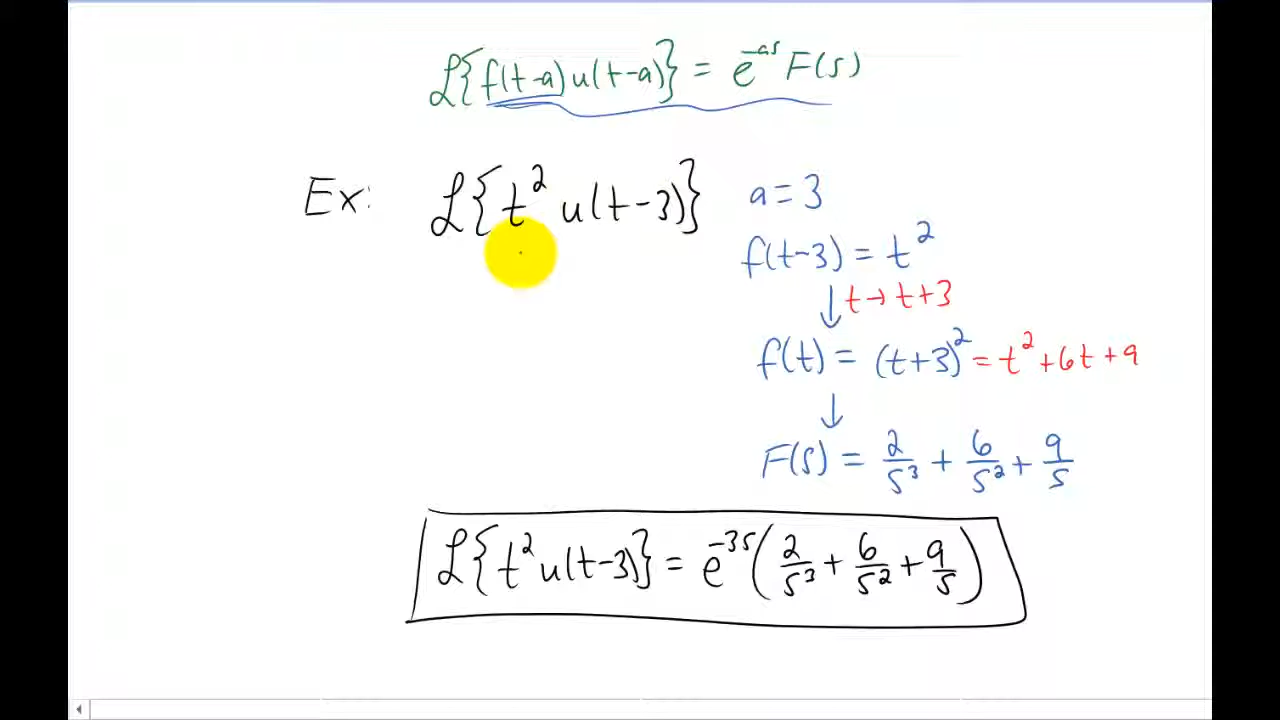 ℒ{f(t-a)u(t-a)} = e^{-as} F(s)
Ex: ℒ{t² u(t-3)}
a = 3
f(t-3) = t²
↓ t → t+3
f(t) = (t+3)² = t² + 6t + 9
↓
F(s) = 2/s³ + 6/s² + 9/s
ℒ{t² u(t-3)} = e^{-3s} (2/s³ + 6/s² + 9/s)